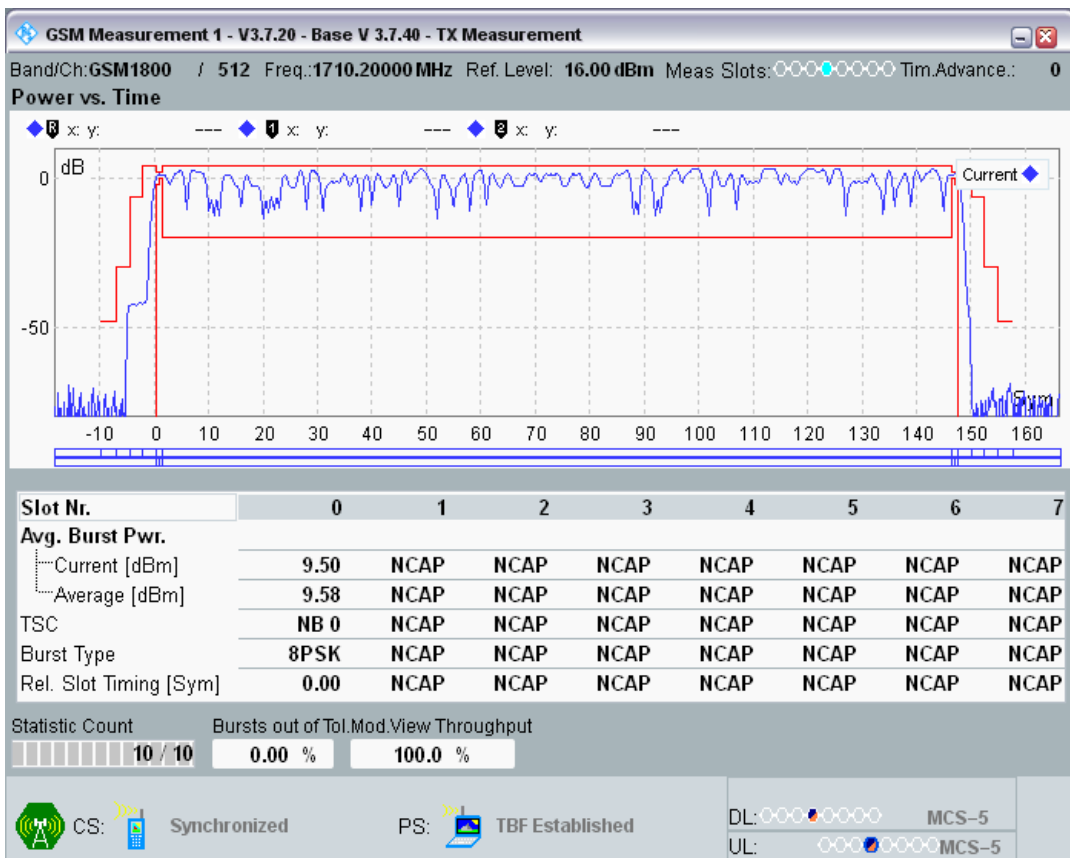 GSM Measurement 1 - V3.7.20 - Base V 3.7.40 - TX Measurement
Band/Ch:GSM1800 / 512 Freq.:1710.20000 MHz Ref. Level: 16.00 dBm Meas Slots: Tim.Advance.: 0
Power vs. Time
R x: y: --- 1 x: y: --- 2 x: y: ---
dB
Current
0
-50
Sym
-10 0 10 20 30 40 50 60 70 80 90 100 110 120 130 140 150 160
Slot Nr. 0 1 2 3 4 5 6 7
Avg. Burst Pwr.
Current [dBm] 9.50 NCAP NCAP NCAP NCAP NCAP NCAP NCAP
Average [dBm] 9.58 NCAP NCAP NCAP NCAP NCAP NCAP NCAP
TSC NB 0 NCAP NCAP NCAP NCAP NCAP NCAP NCAP
Burst Type 8PSK NCAP NCAP NCAP NCAP NCAP NCAP NCAP
Rel. Slot Timing [Sym] 0.00 NCAP NCAP NCAP NCAP NCAP NCAP NCAP
Statistic Count Bursts out of Tol.Mod.View Throughput
10 / 10 0.00 % 100.0 %
CS: Synchronized PS: TBF Established DL: MCS-5
UL: MCS-5